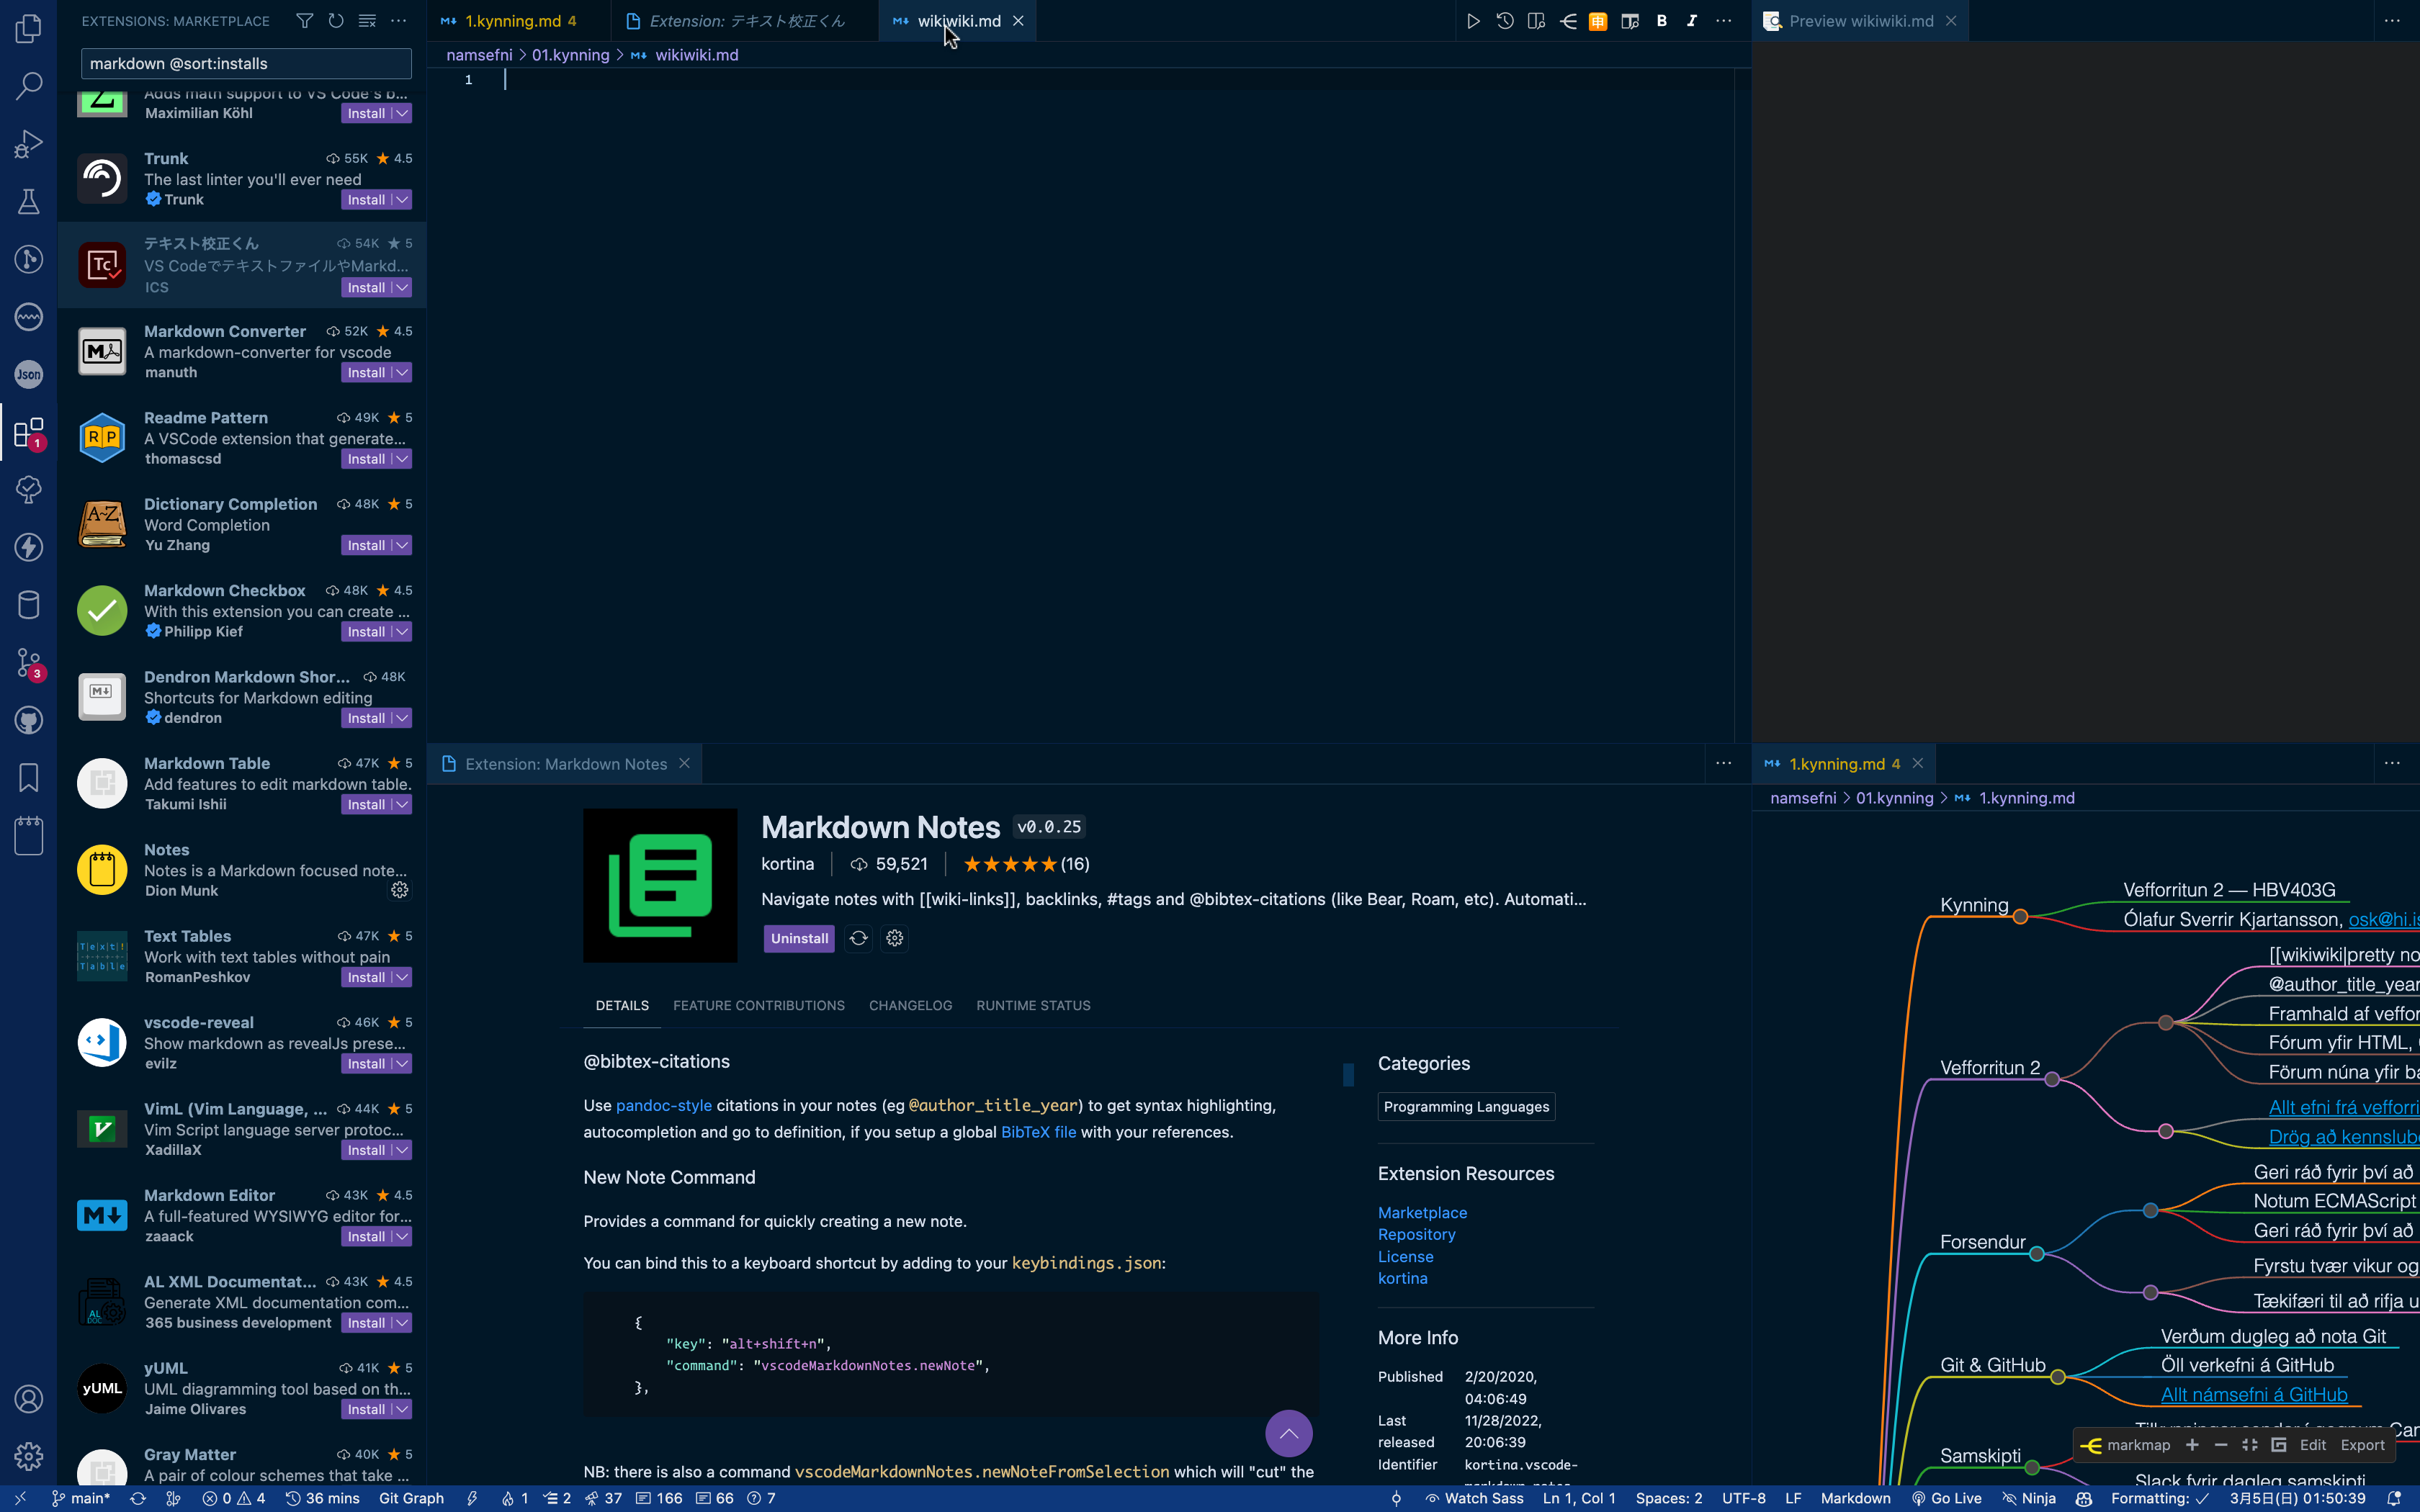 EXTENSIONS: MARKETPLACE
markdown @sort:installs
Adds math support to VS Code's b...
Maximilian Köhl
Install
Trunk 55K 4.5
The last linter you'll ever need
Trunk
Install
テキスト校正くん 54K 5
VS CodeでテキストファイルやMarkd...
ICS
Install
Markdown Converter 52K 4.5
A markdown-converter for vscode
manuth
Install
Readme Pattern 49K 5
A VSCode extension that generate...
thomascsd
Install
Dictionary Completion 48K 5
Word Completion
Yu Zhang
Install
Markdown Checkbox 48K 4.5
With this extension you can create ...
Philipp Kief
Install
Dendron Markdown Shor... 48K
Shortcuts for Markdown editing
dendron
Install
Markdown Table 47K 5
Add features to edit markdown table.
Takumi Ishii
Install
Notes
Notes is a Markdown focused note...
Dion Munk
Text Tables 47K 5
Work with text tables without pain
RomanPeshkov
Install
vscode-reveal 46K 5
Show markdown as revealJs prese...
evilz
Install
VimL (Vim Language, ... 44K 5
Vim Script language server protoc...
XadillaX
Install
Markdown Editor 43K 4.5
A full-featured WYSIWYG editor for...
zaaack
Install
AL XML Documentat... 43K 4.5
Generate XML documentation com...
365 business development
Install
yUML 41K 5
UML diagramming tool based on th...
Jaime Olivares
Install
Gray Matter 40K 5
A pair of colour schemes that take ...
Json
1
3
1.kynning.md 4
Extension: テキスト校正くん
wikiwiki.md
namsefni > 01.kynning > wikiwiki.md
1
Preview wikiwiki.md
Extension: Markdown Notes
Markdown Notes v0.0.25
kortina | 59,521 | ★★★★★(16)
Navigate notes with [[wiki-links]], backlinks, #tags and @bibtex-citations (like Bear, Roam, etc). Automati...
Uninstall
DETAILS FEATURE CONTRIBUTIONS CHANGELOG RUNTIME STATUS
@bibtex-citations
Use pandoc-style citations in your notes (eg @author_title_year) to get syntax highlighting,
autocompletion and go to definition, if you setup a global BibTeX file with your references.
New Note Command
Provides a command for quickly creating a new note.
You can bind this to a keyboard shortcut by adding to your keybindings.json:
{
"key": "alt+shift+n",
"command": "vscodeMarkdownNotes.newNote",
},
NB: there is also a command vscodeMarkdownNotes.newNoteFromSelection which will "cut" the
Categories
Programming Languages
Extension Resources
Marketplace
Repository
License
kortina
More Info
Published 2/20/2020,
04:06:49
Last 11/28/2022,
released 20:06:39
Identifier kortina.vscode-
1.kynning.md 4
namsefni > 01.kynning > 1.kynning.md
Kynning
Vefforritun 2 — HBV403G
Ólafur Sverrir Kjartansson, osk@hi.is
Vefforritun 2
[[wikiwiki|pretty no
@author_title_year
Framhald af veffor
Fórum yfir HTML,
Förum núna yfir ba
Allt efni frá vefforri
Drög að kennslubó
Forsendur
Geri ráð fyrir því að
Notum ECMAScript
Geri ráð fyrir því að
Fyrstu tvær vikur og
Tækifæri til að rifja u
Git & GitHub
Verðum dugleg að nota Git
Öll verkefni á GitHub
Allt námsefni á GitHub
Samskipti
Slack fyrir dagleg samskipti
markmap Edit Export
main* 0 4 36 mins Git Graph 1 2 37 166 66 7
Watch Sass Ln 1, Col 1 Spaces: 2 UTF-8 LF Markdown Go Live Ninja Formatting: 3月5日(日) 01:50:39